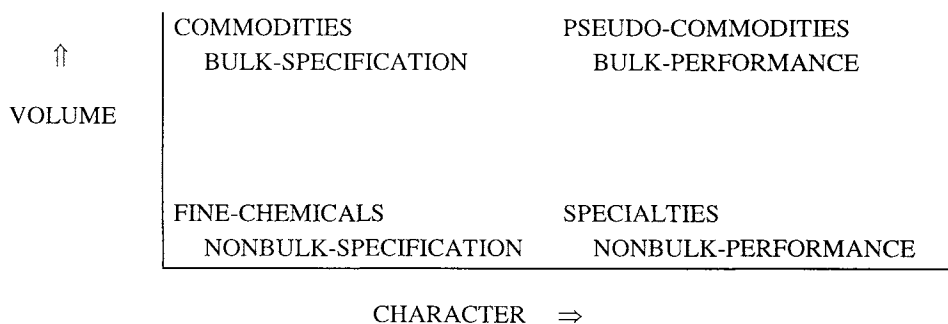 COMMODITIES PSEUDO-COMMODITIES
⇑ BULK-SPECIFICATION BULK-PERFORMANCE
VOLUME
FINE-CHEMICALS SPECIALTIES
NONBULK-SPECIFICATION NONBULK-PERFORMANCE
CHARACTER ⇒